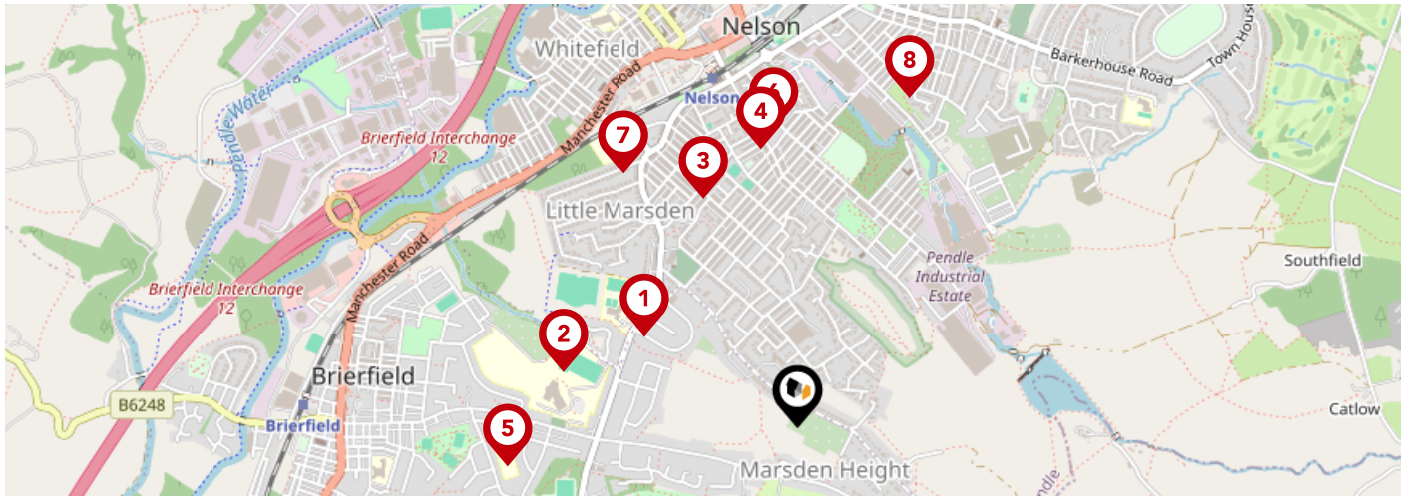 Nelson
Whitefield
Barkerhouse Road
Town House
8
Pendle Water
Manchester Road
Nelson
4
Brierfield Interchange
12
7
3
Little Marsden
Manchester Road
Pendle
Industrial
Estate
Southfield
Brierfield Interchange
12
1
2
Brierfield
B6248
Brierfield
5
Catlow
Marsden Height
ndle